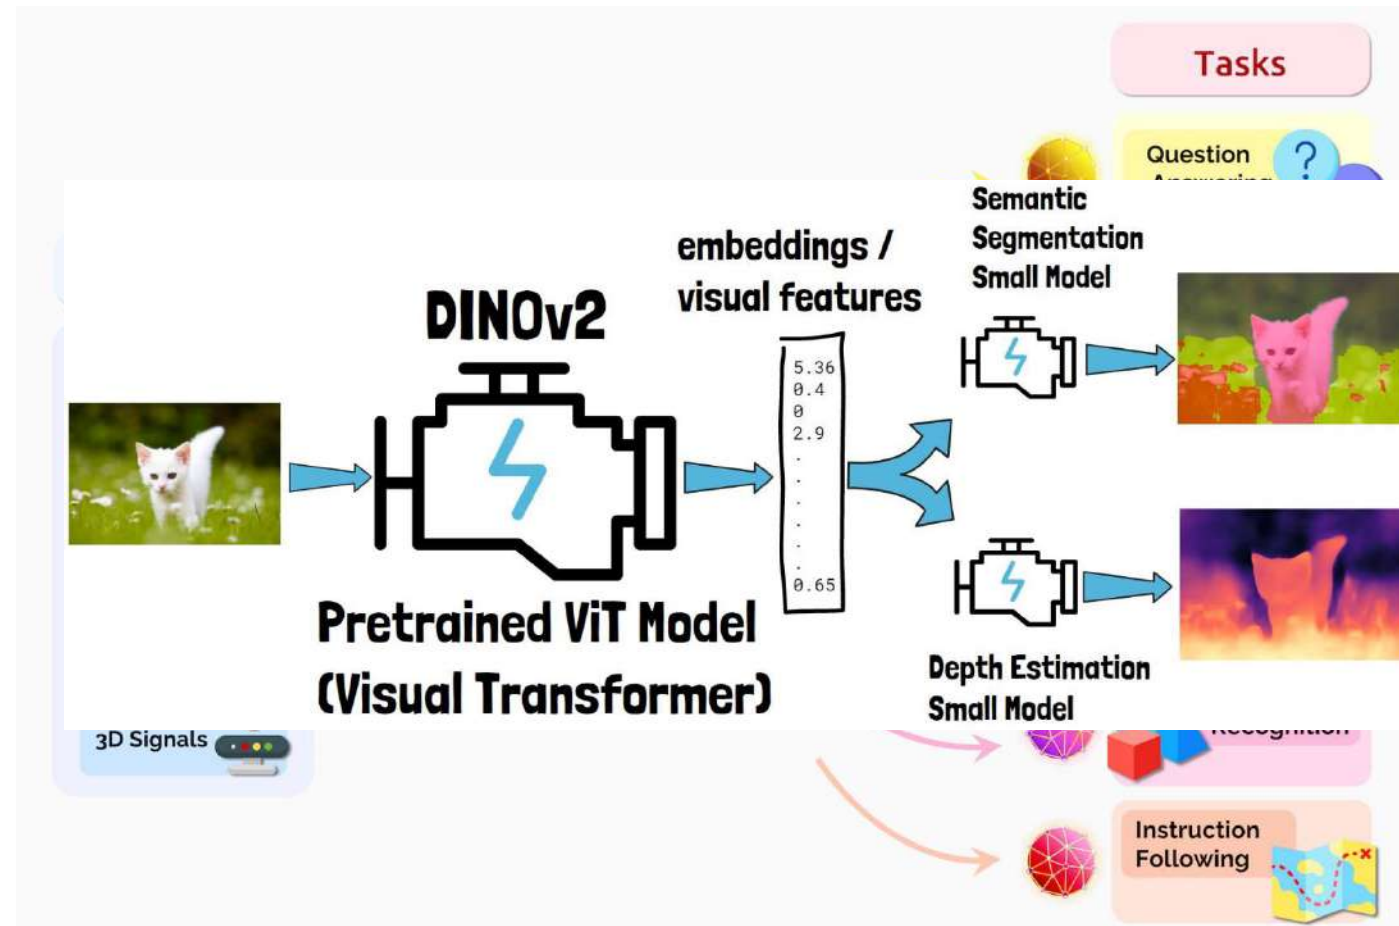 Tasks
Question
Semantic
Segmentation
Small Model
embeddings /
visual features
DINOv2
5.36
0.4
0
2.9
.
.
.
.
.
.
0.65
Pretrained ViT Model
(Visual Transformer)
Depth Estimation
Small Model
3D Signals
Recognition
Instruction
Following